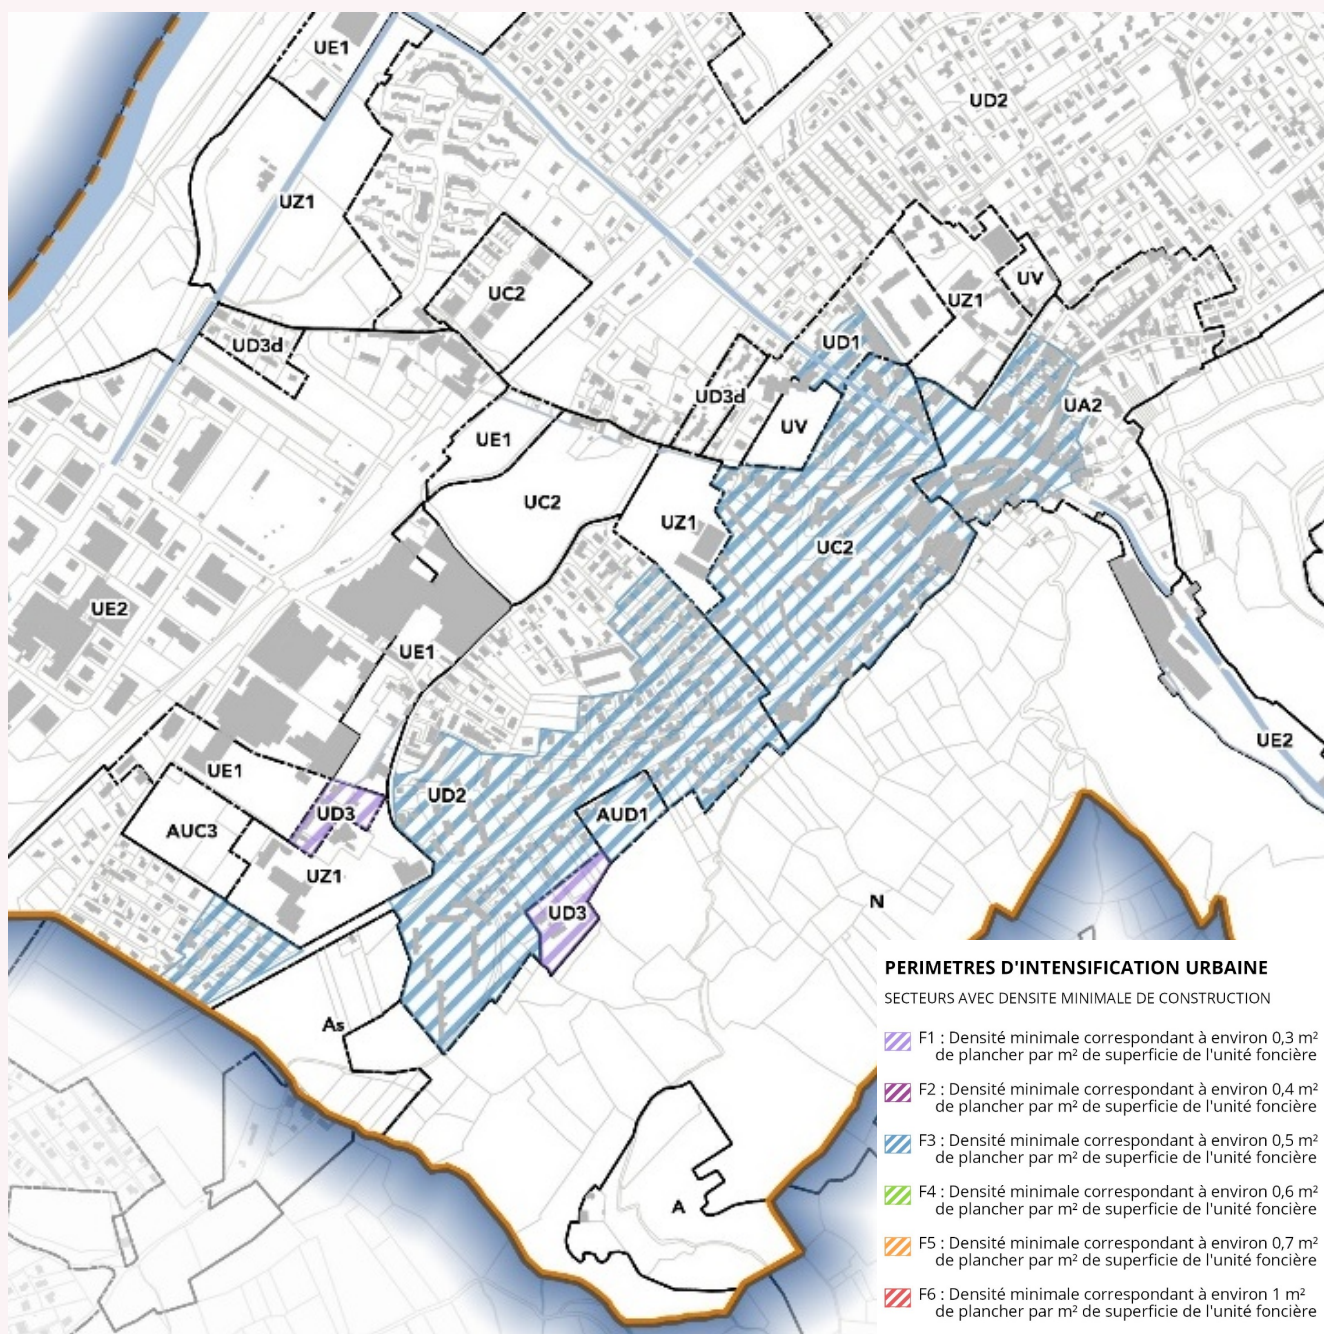 UE1
UD2
UZ1
UV
UC2
UZ1
UD1
UD3d
UD3d
UA2
UV
UE1
UC2
UZ1
UC2
UE2
UE1
UE2
UE1
UD2
UD3
AUD1
AUC3
UZ1
N
UD3
As
A
PERIMETRES D'INTENSIFICATION URBAINE
SECTEURS AVEC DENSITE MINIMALE DE CONSTRUCTION
F1 : Densité minimale correspondant à environ 0,3 m²
de plancher par m² de superficie de l'unité foncière
F2 : Densité minimale correspondant à environ 0,4 m²
de plancher par m² de superficie de l'unité foncière
F3 : Densité minimale correspondant à environ 0,5 m²
de plancher par m² de superficie de l'unité foncière
F4 : Densité minimale correspondant à environ 0,6 m²
de plancher par m² de superficie de l'unité foncière
F5 : Densité minimale correspondant à environ 0,7 m²
de plancher par m² de superficie de l'unité foncière
F6 : Densité minimale correspondant à environ 1 m²
de plancher par m² de superficie de l'unité foncière